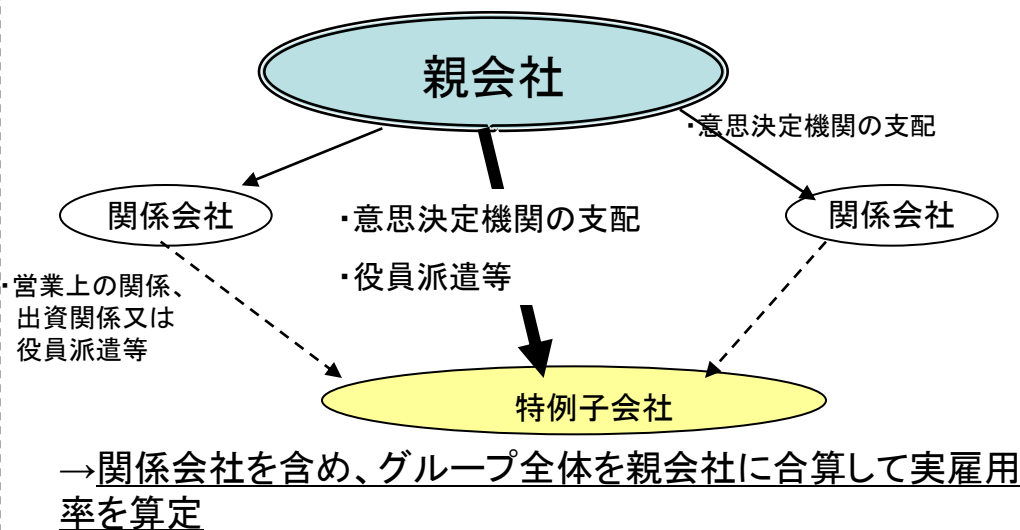 親会社
・意思決定機関の支配
関係会社
・意思決定機関の支配
・役員派遣等
関係会社
・営業上の関係、
出資関係又は
役員派遣等
特例子会社
→関係会社を含め、グループ全体を親会社に合算して実雇用
率を算定